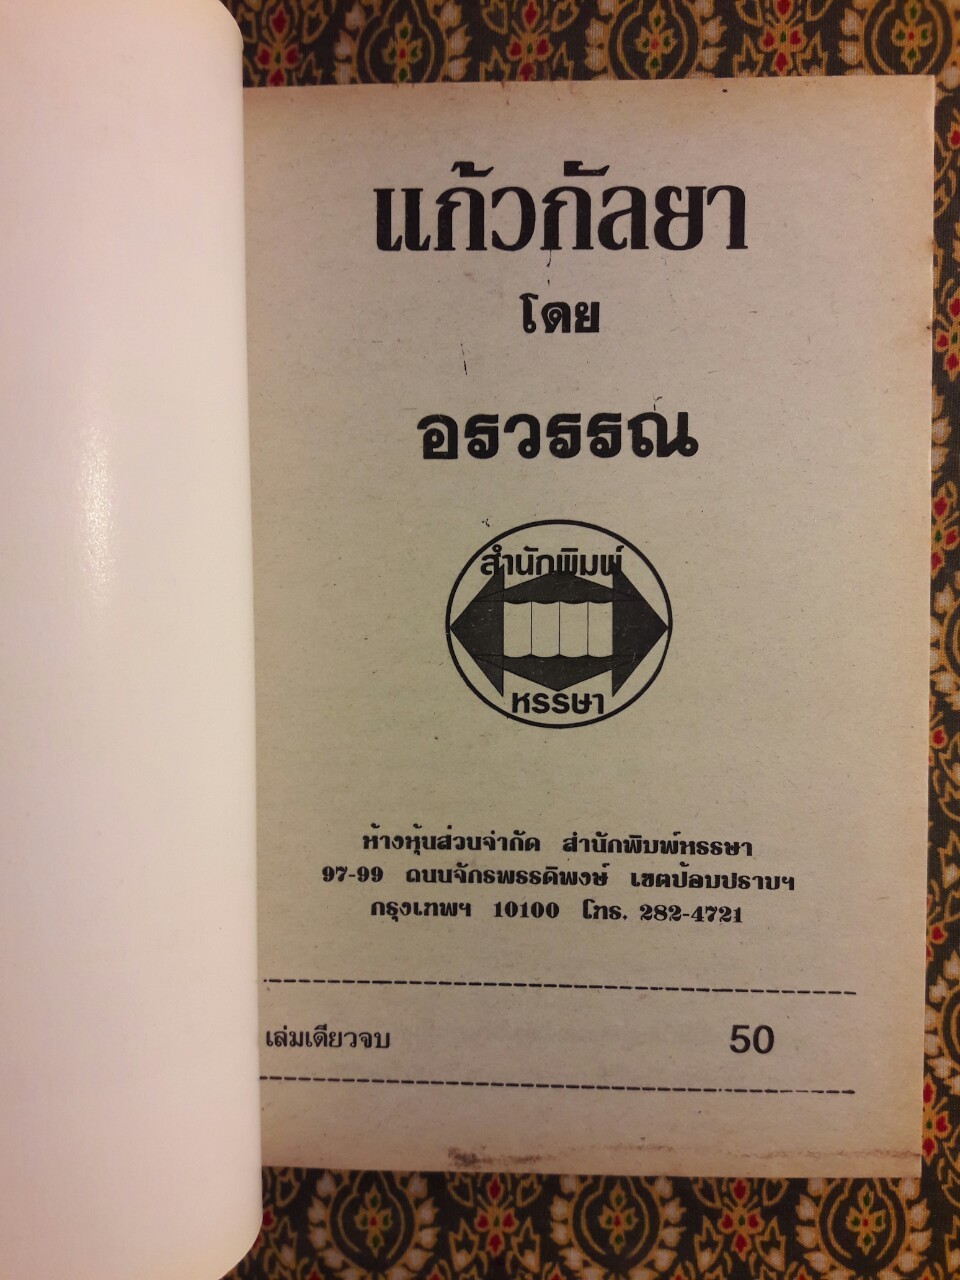 แก้วกัลยา
โดย
อรวรรณ
สำนักพิมพ์
หรรษา
ห้างหุ้นส่วนจำกัด สำนักพิมพ์หรรษา
97-99 ถนนจักรพรรดิพงษ์ เขตป้อมปราบฯ
กรุงเทพฯ 10100 โทร. 282-4721
เล่มเดียวจบ 50